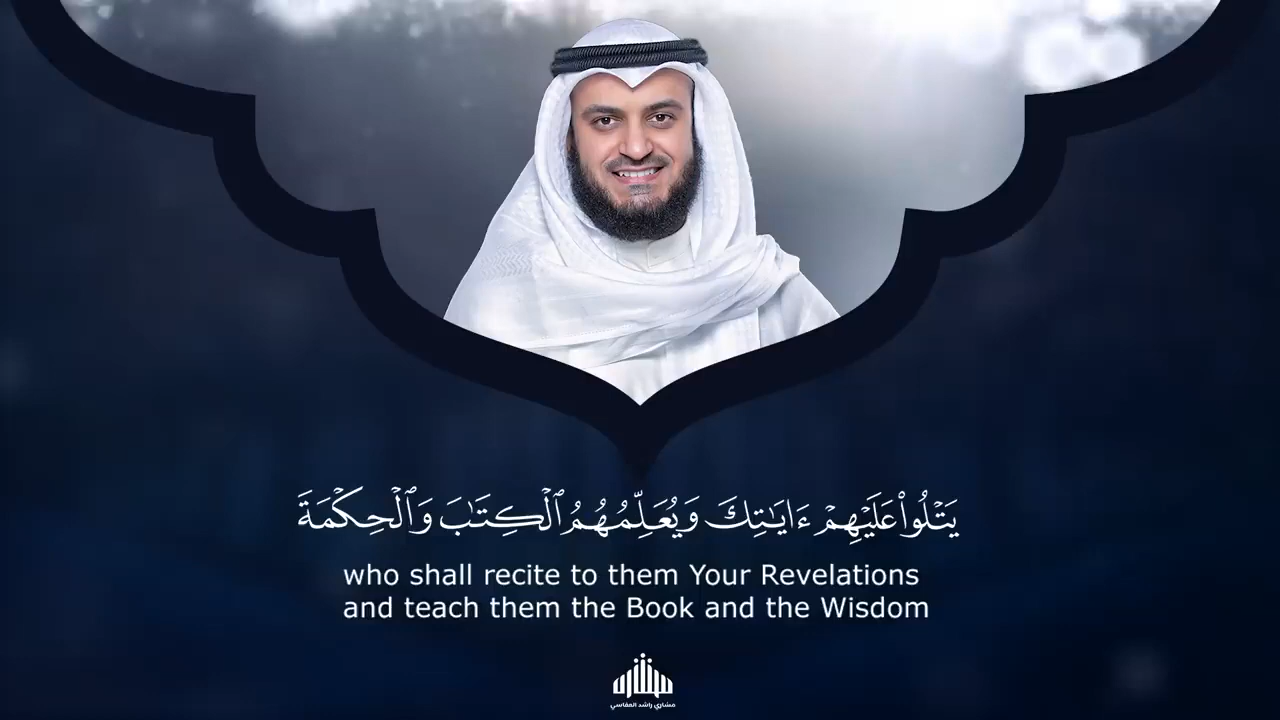 يَتْلُوا۟ عَلَيْهِمْ ءَايَـٰتِكَ وَيُعَلِّمُهُمُ ٱلْكِتَـٰبَ وَٱلْحِكْمَةَ
who shall recite to them Your Revelations
and teach them the Book and the Wisdom
مشاري
مشاري راشد العفاسي